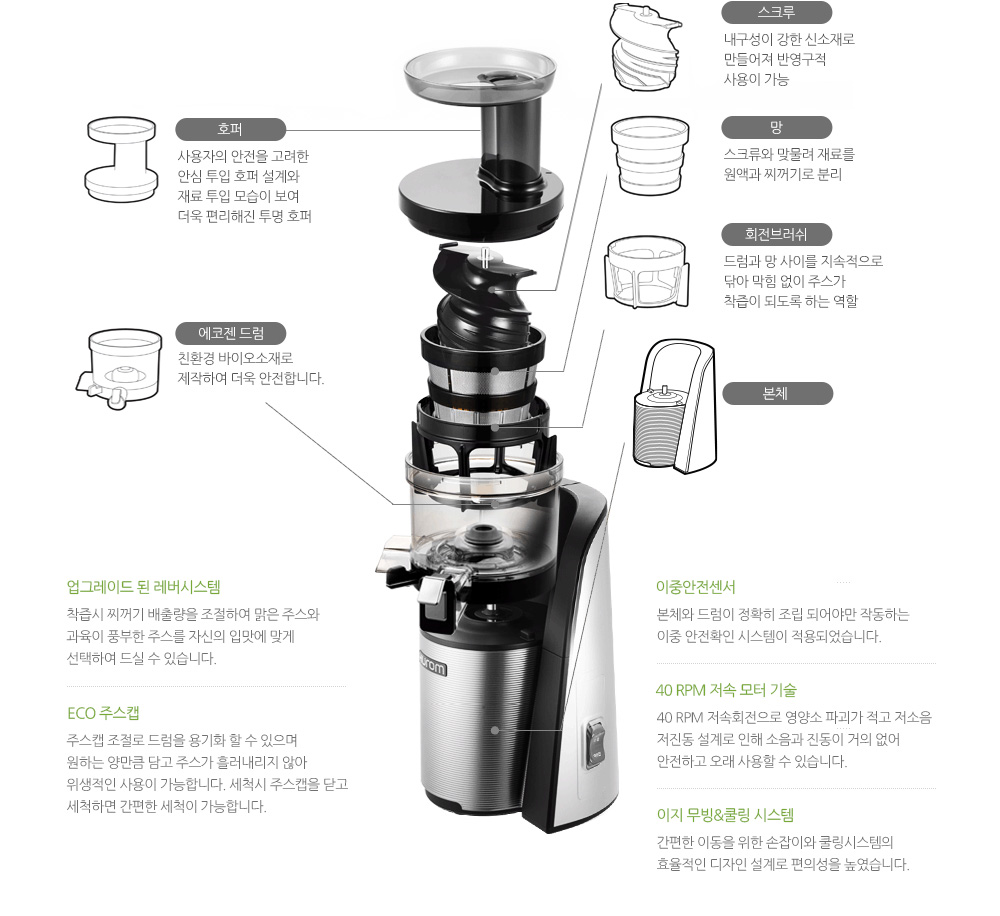 스크루
내구성이 강한 신소재로
만들어져 반영구적
사용이 가능
호퍼
사용자의 안전을 고려한
안심 투입 호퍼 설계와
재료 투입 모습이 보여
더욱 편리해진 투명 호퍼
망
스크류와 맞물려 재료를
원액과 찌꺼기로 분리
회전브러쉬
드럼과 망 사이를 지속적으로
닦아 막힘 없이 주스가
착즙이 되도록 하는 역할
에코젠 드럼
친환경 바이오소재로
제작하여 더욱 안전합니다.
본체
업그레이드 된 레버시스템
착즙시 찌꺼기 배출량을 조절하여 맑은 주스와
과육이 풍부한 주스를 자신의 입맛에 맞게
선택하여 드실 수 있습니다.
ECO 주스캡
주스캡 조절로 드럼을 용기화 할 수 있으며
원하는 양만큼 담고 주스가 흘러내리지 않아
위생적인 사용이 가능합니다. 세척시 주스캡을 닫고
세척하면 간편한 세척이 가능합니다.
이중안전센서
본체와 드럼이 정확히 조립 되어야만 작동하는
이중 안전확인 시스템이 적용되었습니다.
40 RPM 저속 모터 기술
40 RPM 저속회전으로 영양소 파괴가 적고 저소음
저진동 설계로 인해 소음과 진동이 거의 없어
안전하고 오래 사용할 수 있습니다.
이지 무빙&쿨링 시스템
간편한 이동을 위한 손잡이와 쿨링시스템의
효율적인 디자인 설계로 편의성을 높였습니다.